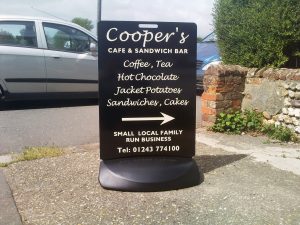 Cooper's
CAFE & SANDWICH BAR
Coffee, Tea
Hot Chocolate
Jacket Potatoes
Sandwiches, Cakes
SMALL LOCAL FAMILY
RUN BUSINESS
Tel: 01243 774100